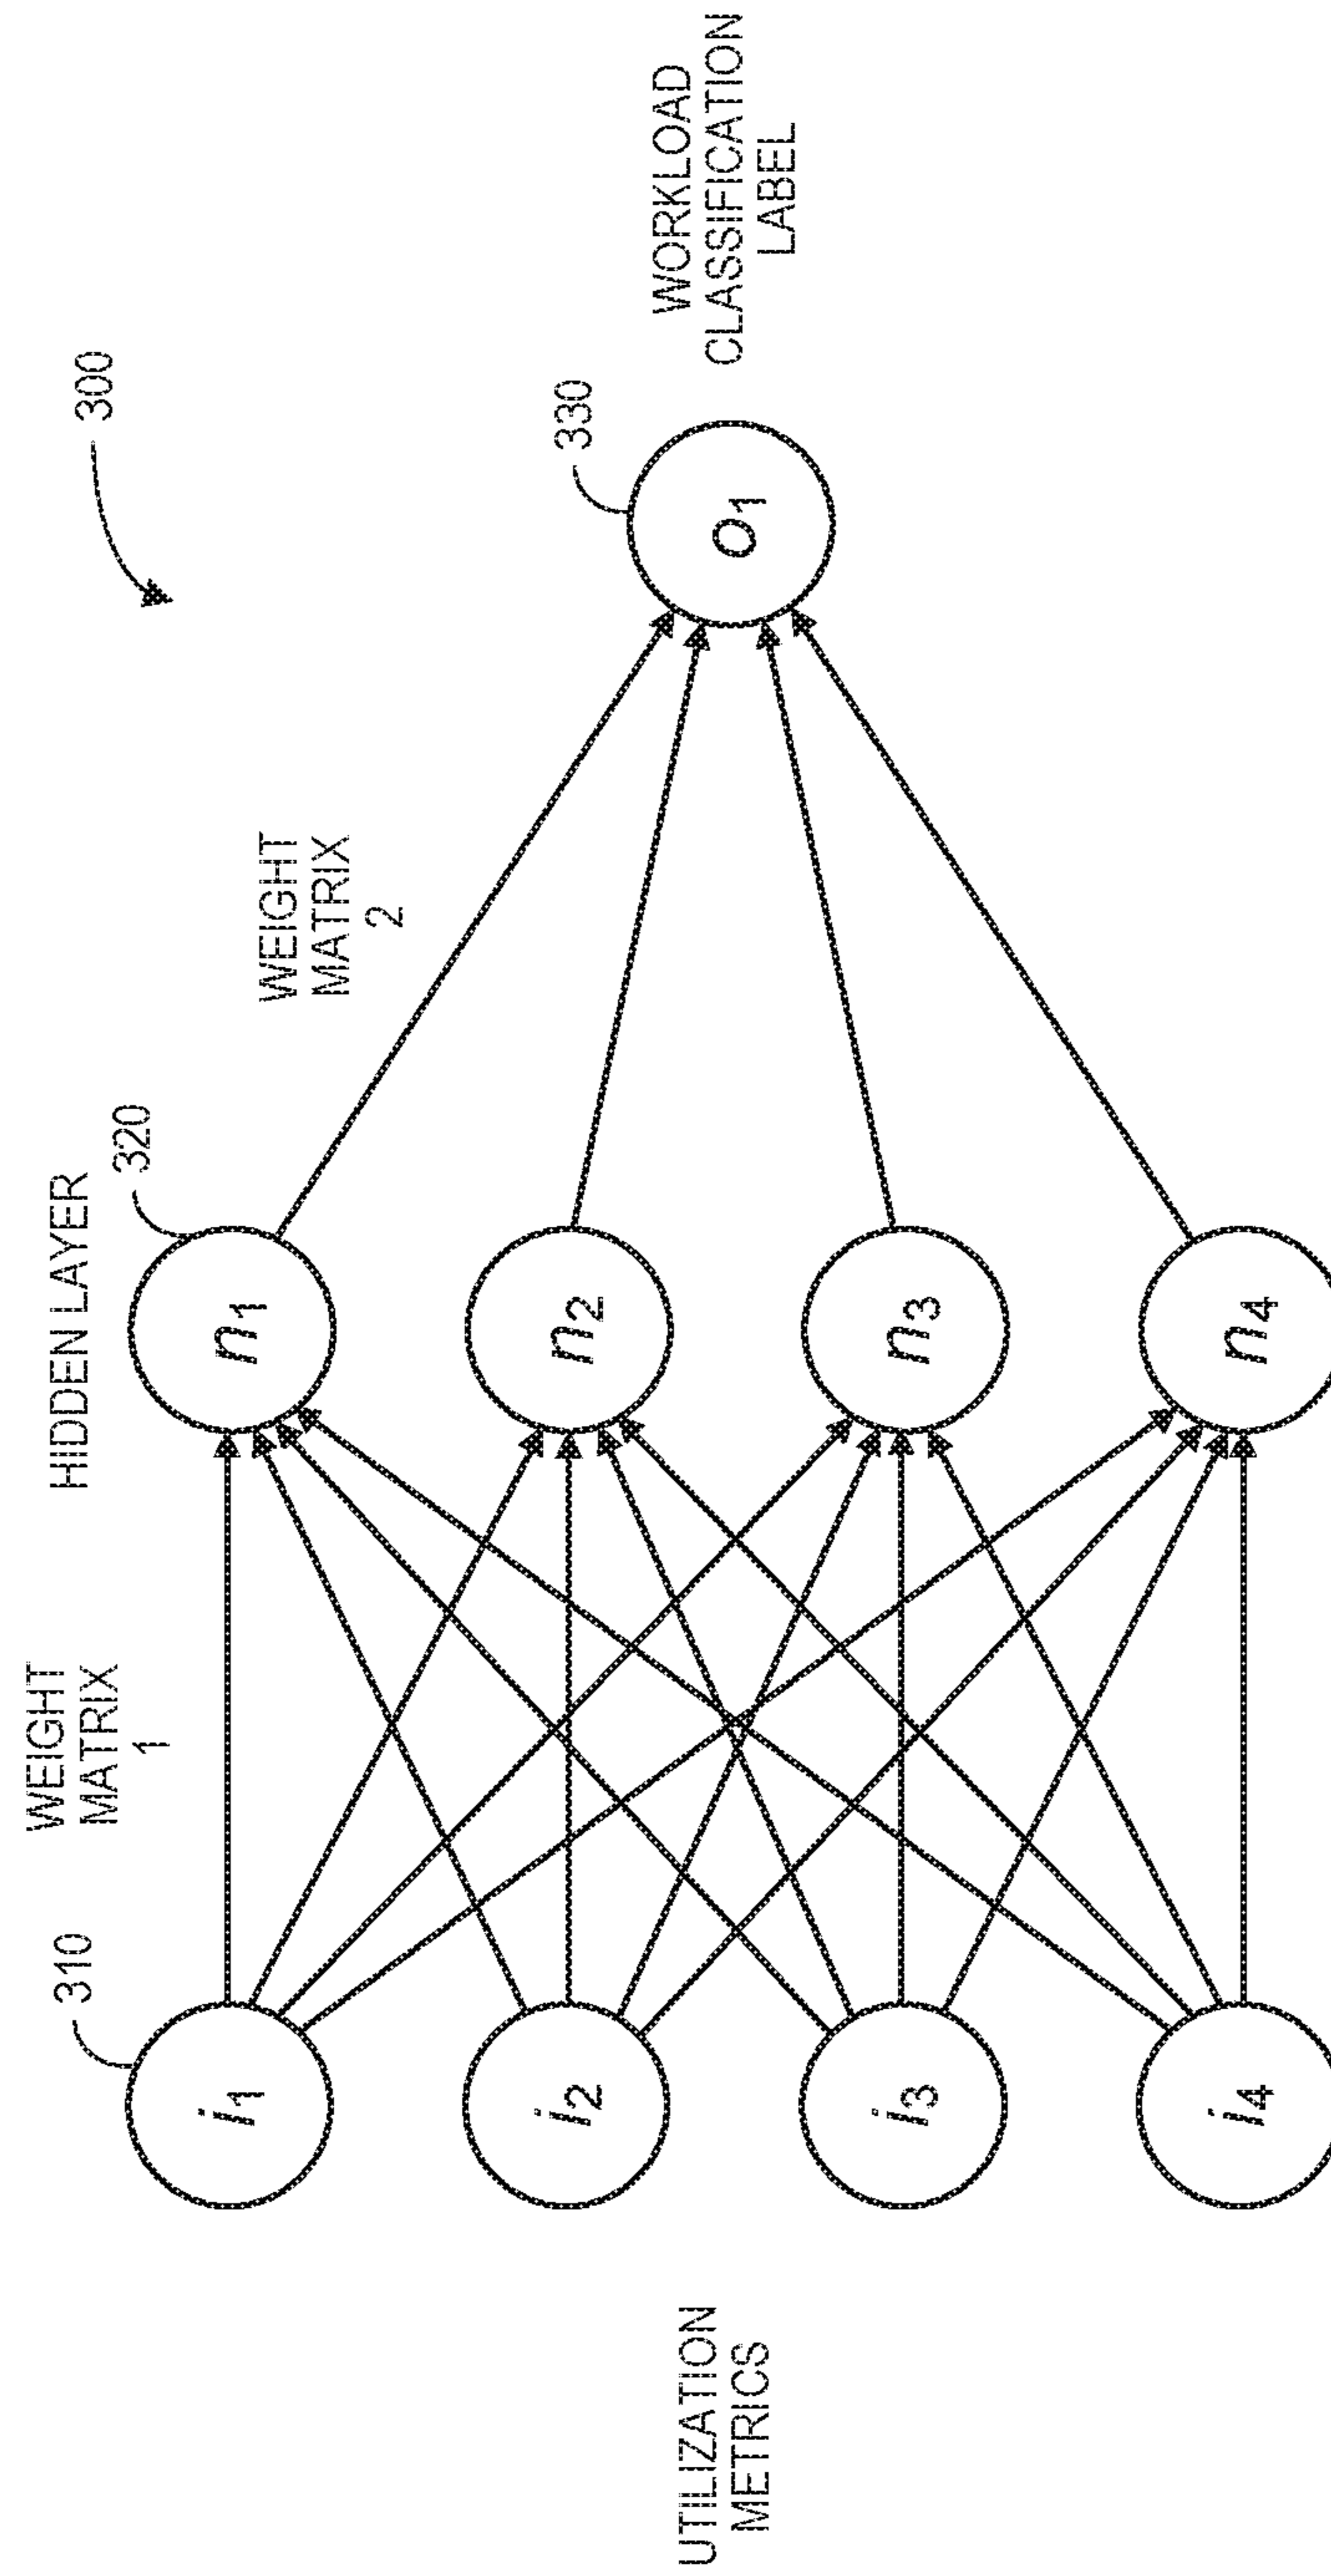 300
HIDDEN LAYER
WEIGHT
MATRIX
1
WEIGHT
MATRIX
2
310
320
330
i1
i2
i3
i4
n1
n2
n3
n4
o1
UTILIZATION
METRICS
WORKLOAD
CLASSIFICATION
LABEL